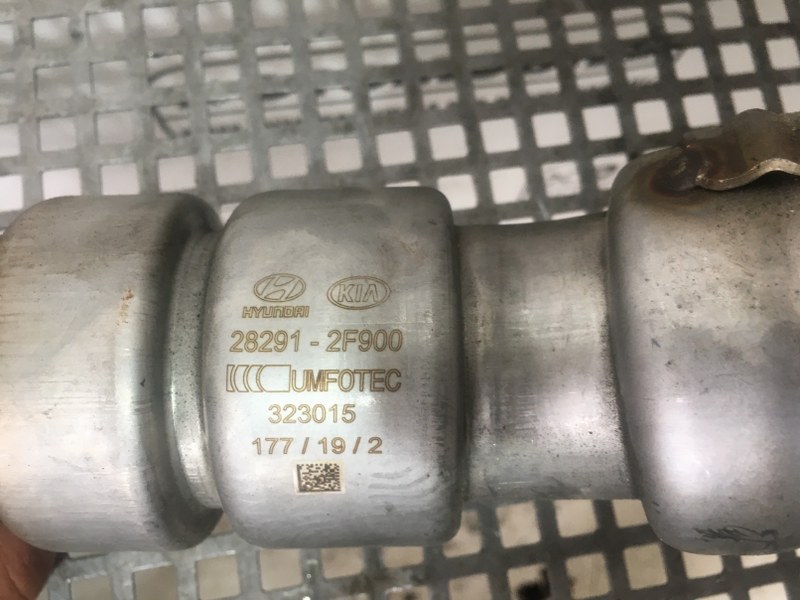 HYUNDAI KIA
28291 - 2F900
UMFOTEC
323015
177 / 19 / 2